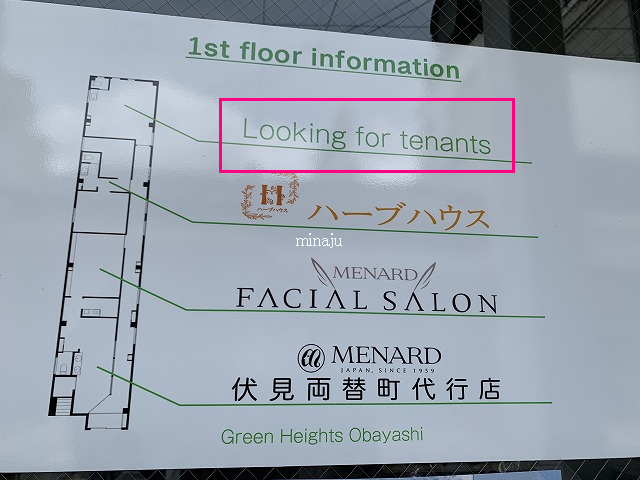 1st floor information
Looking for tenants
H
ハーブハウス
ハーブハウス
minaju
MENARD
FACIAL SALON
MENARD
JAPAN, SINCE 1959
伏見両替町代行店
Green Heights Obayashi